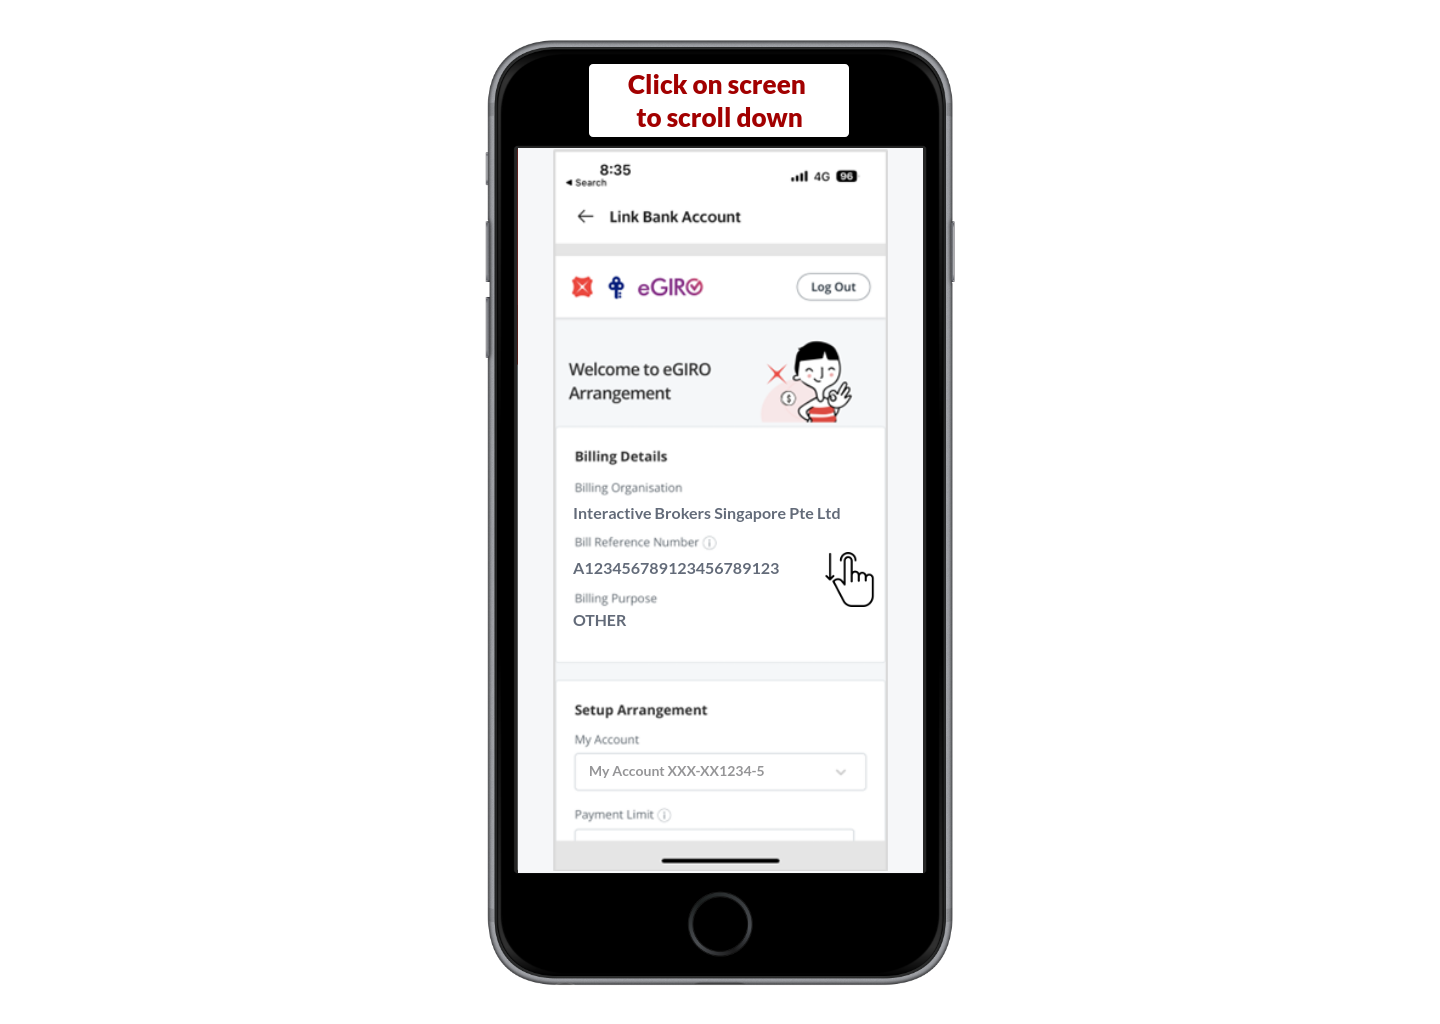 Click on screen
to scroll down
8:35
◄ Search
4G 96
Link Bank Account
eGIRO
Log Out
Welcome to eGIRO
Arrangement
$
Billing Details
Billing Organisation
Interactive Brokers Singapore Pte Ltd
Bill Reference Number i
A123456789123456789123
Billing Purpose
OTHER
Setup Arrangement
My Account
My Account XXX-XX1234-5
Payment Limit i